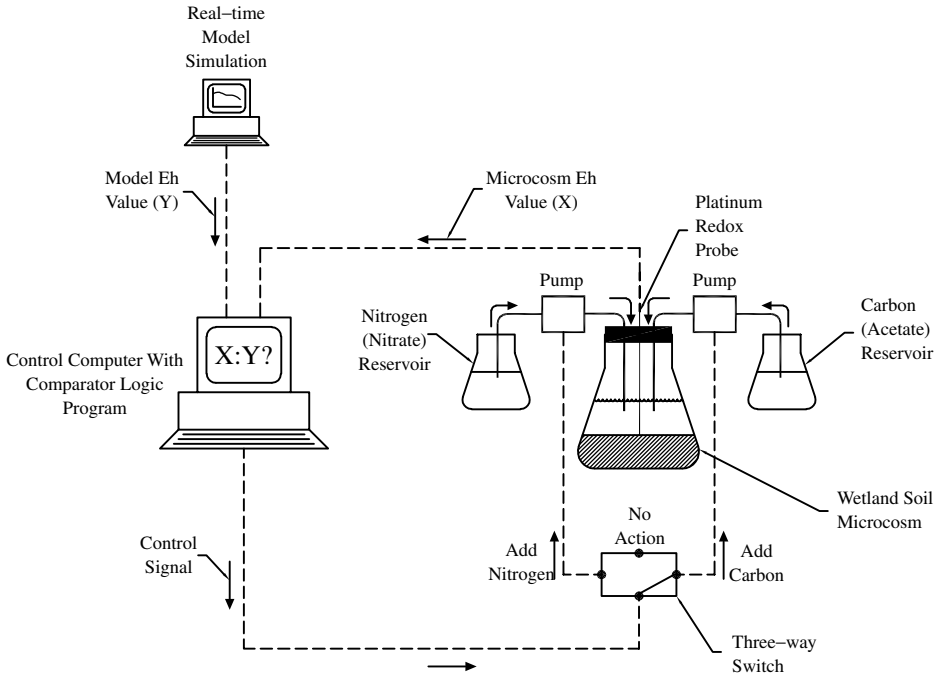 Real−time
Model
Simulation
Model Eh
Value (Y)
Microcosm Eh
Value (X)
Platinum
Redox
Probe
Pump
Pump
Nitrogen
(Nitrate)
Reservoir
Carbon
(Acetate)
Reservoir
X:Y?
Control Computer With
Comparator Logic
Program
Wetland Soil
Microcosm
No
Action
Add
Nitrogen
Add
Carbon
Control
Signal
Three−way
Switch